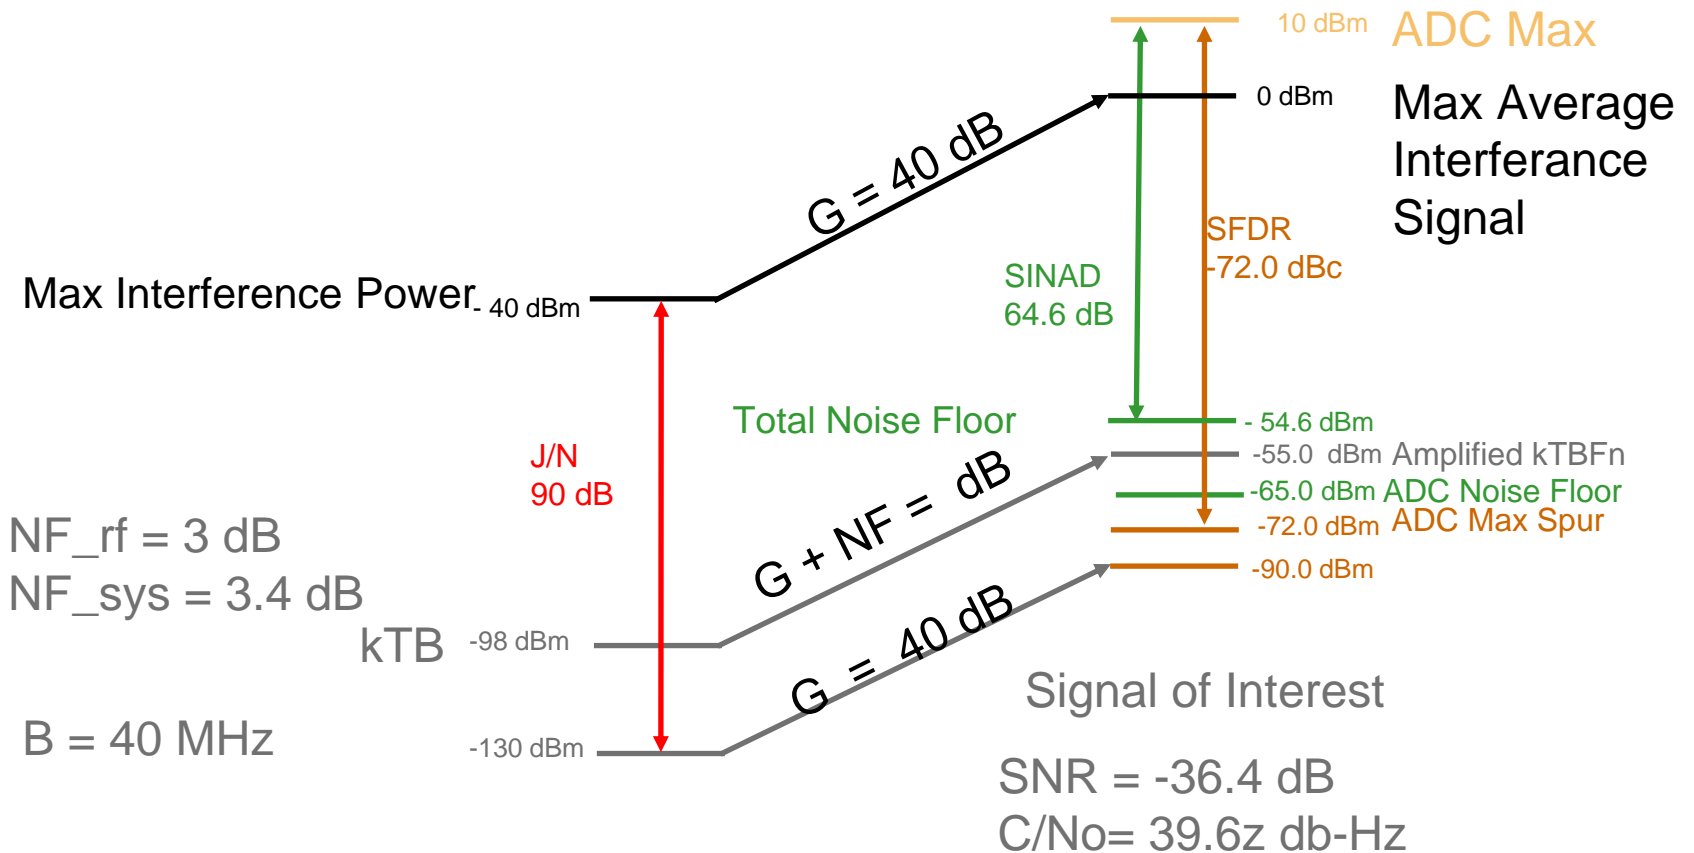 10 dBm ADC Max
0 dBm
Max Average
Interferance
Signal
G = 40 dB
SFDR
-72.0 dBc
SINAD
64.6 dB
Max Interference Power
- 40 dBm
Total Noise Floor
- 54.6 dBm
J/N
90 dB
-55.0 dBm Amplified kTBFn
-65.0 dBm ADC Noise Floor
-72.0 dBm ADC Max Spur
G + NF = dB
NF_rf = 3 dB
NF_sys = 3.4 dB
-90.0 dBm
kTB -98 dBm
G = 40 dB
Signal of Interest
B = 40 MHz
-130 dBm
SNR = -36.4 dB
C/No= 39.6z db-Hz